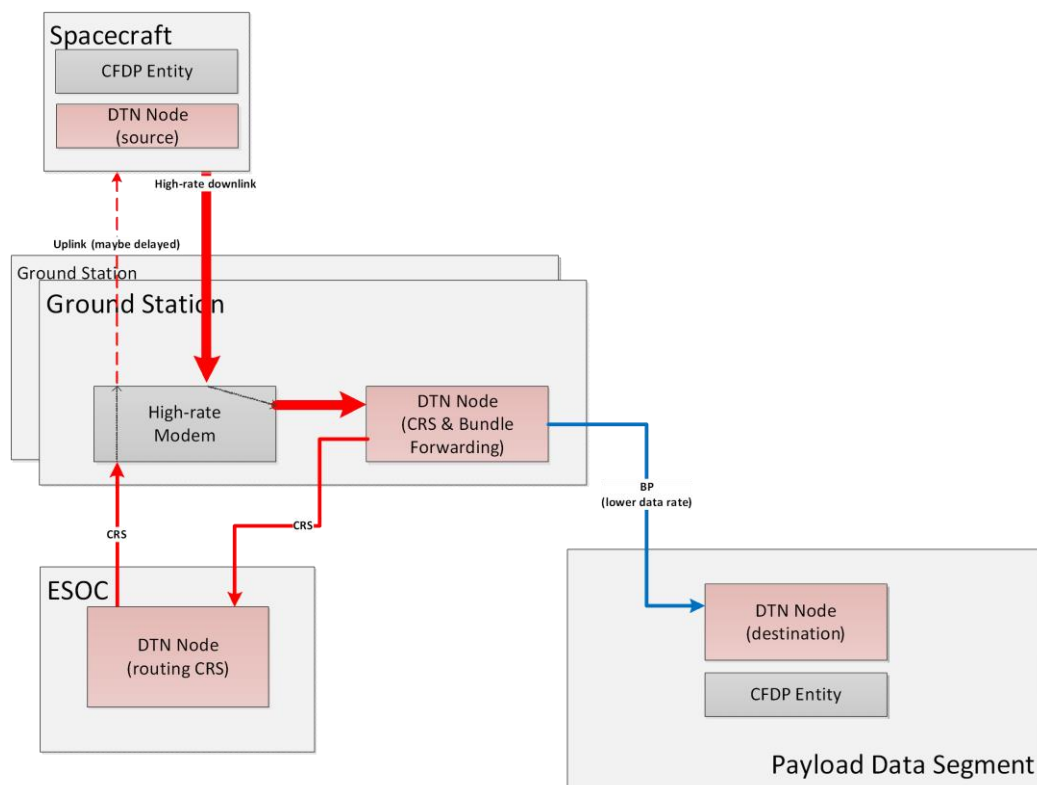 Spacecraft
CFDP Entity
DTN Node
(source)
High-rate downlink
Uplink (maybe delayed)
Ground Station
Ground Station
High-rate
Modem
DTN Node
(CRS & Bundle
Forwarding)
BP
(lower data rate)
CRS
CRS
ESOC
DTN Node
(routing CRS)
DTN Node
(destination)
CFDP Entity
Payload Data Segment